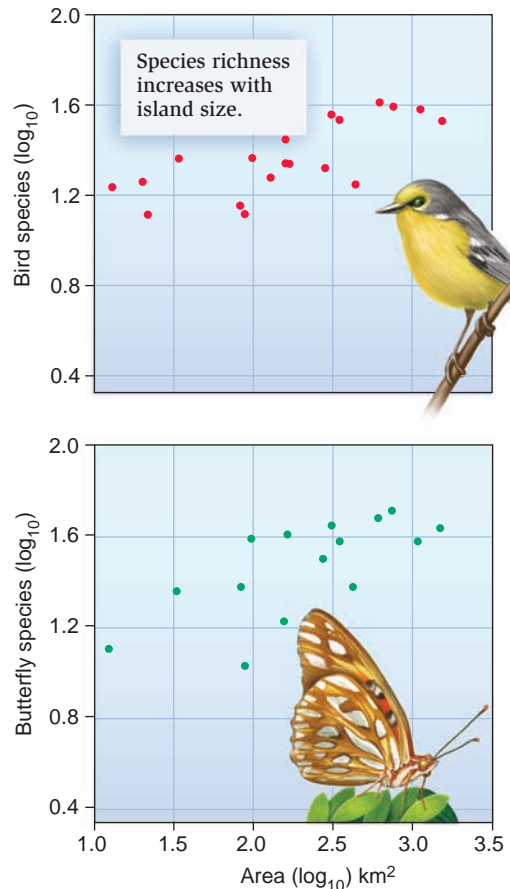 2.0
Species richness
increases with
island size.
1.6
1.2
0.8
0.4
Bird species (log10)
2.0
1.6
1.2
0.8
0.4
Butterfly species (log10)
1.0 1.5 2.0 2.5 3.0 3.5
Area (log10) km2